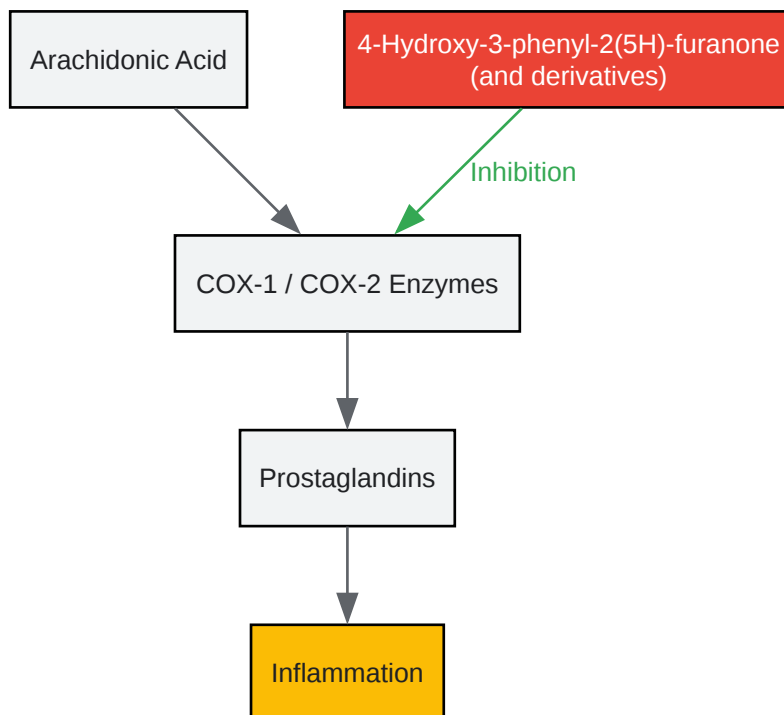 Arachidonic Acid
4-Hydroxy-3-phenyl-2(5H)-furanone
(and derivatives)
Inhibition
COX-1 / COX-2 Enzymes
Prostaglandins
Inflammation